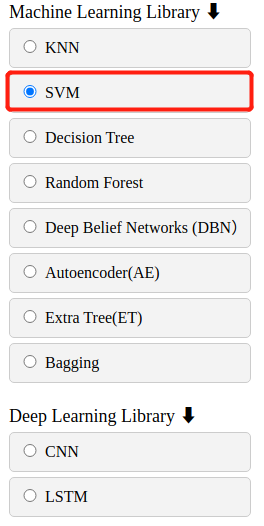 Machine Learning Library ⬇
KNN
SVM
Decision Tree
Random Forest
Deep Belief Networks (DBN）
Autoencoder(AE)
Extra Tree(ET)
Bagging
Deep Learning Library ⬇
CNN
LSTM